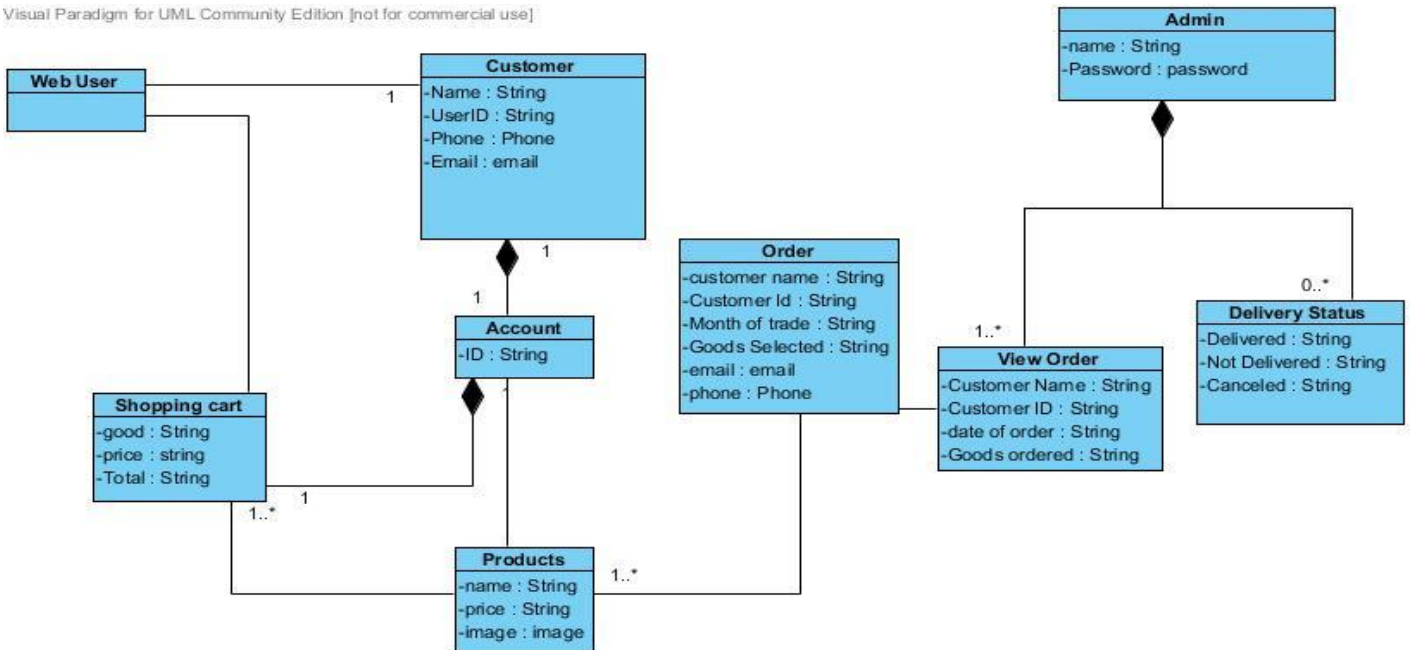 Visual Paradigm for UML Community Edition [not for commercial use]
Web User
1
Customer
-Name : String
-UserID : String
-Phone : Phone
-Email : email
1
1
Account
-ID : String
Shopping cart
-good : String
-price : string
-Total : String
1
1..*
Products
-name : String
-price : String
-image : image
1..*
Order
-customer name : String
-Customer Id : String
-Month of trade : String
-Goods Selected : String
-email : email
-phone : Phone
Admin
-name : String
-Password : password
1..*
View Order
-Customer Name : String
-Customer ID : String
-date of order : String
-Goods ordered : String
0..*
Delivery Status
-Delivered : String
-Not Delivered : String
-Canceled : String